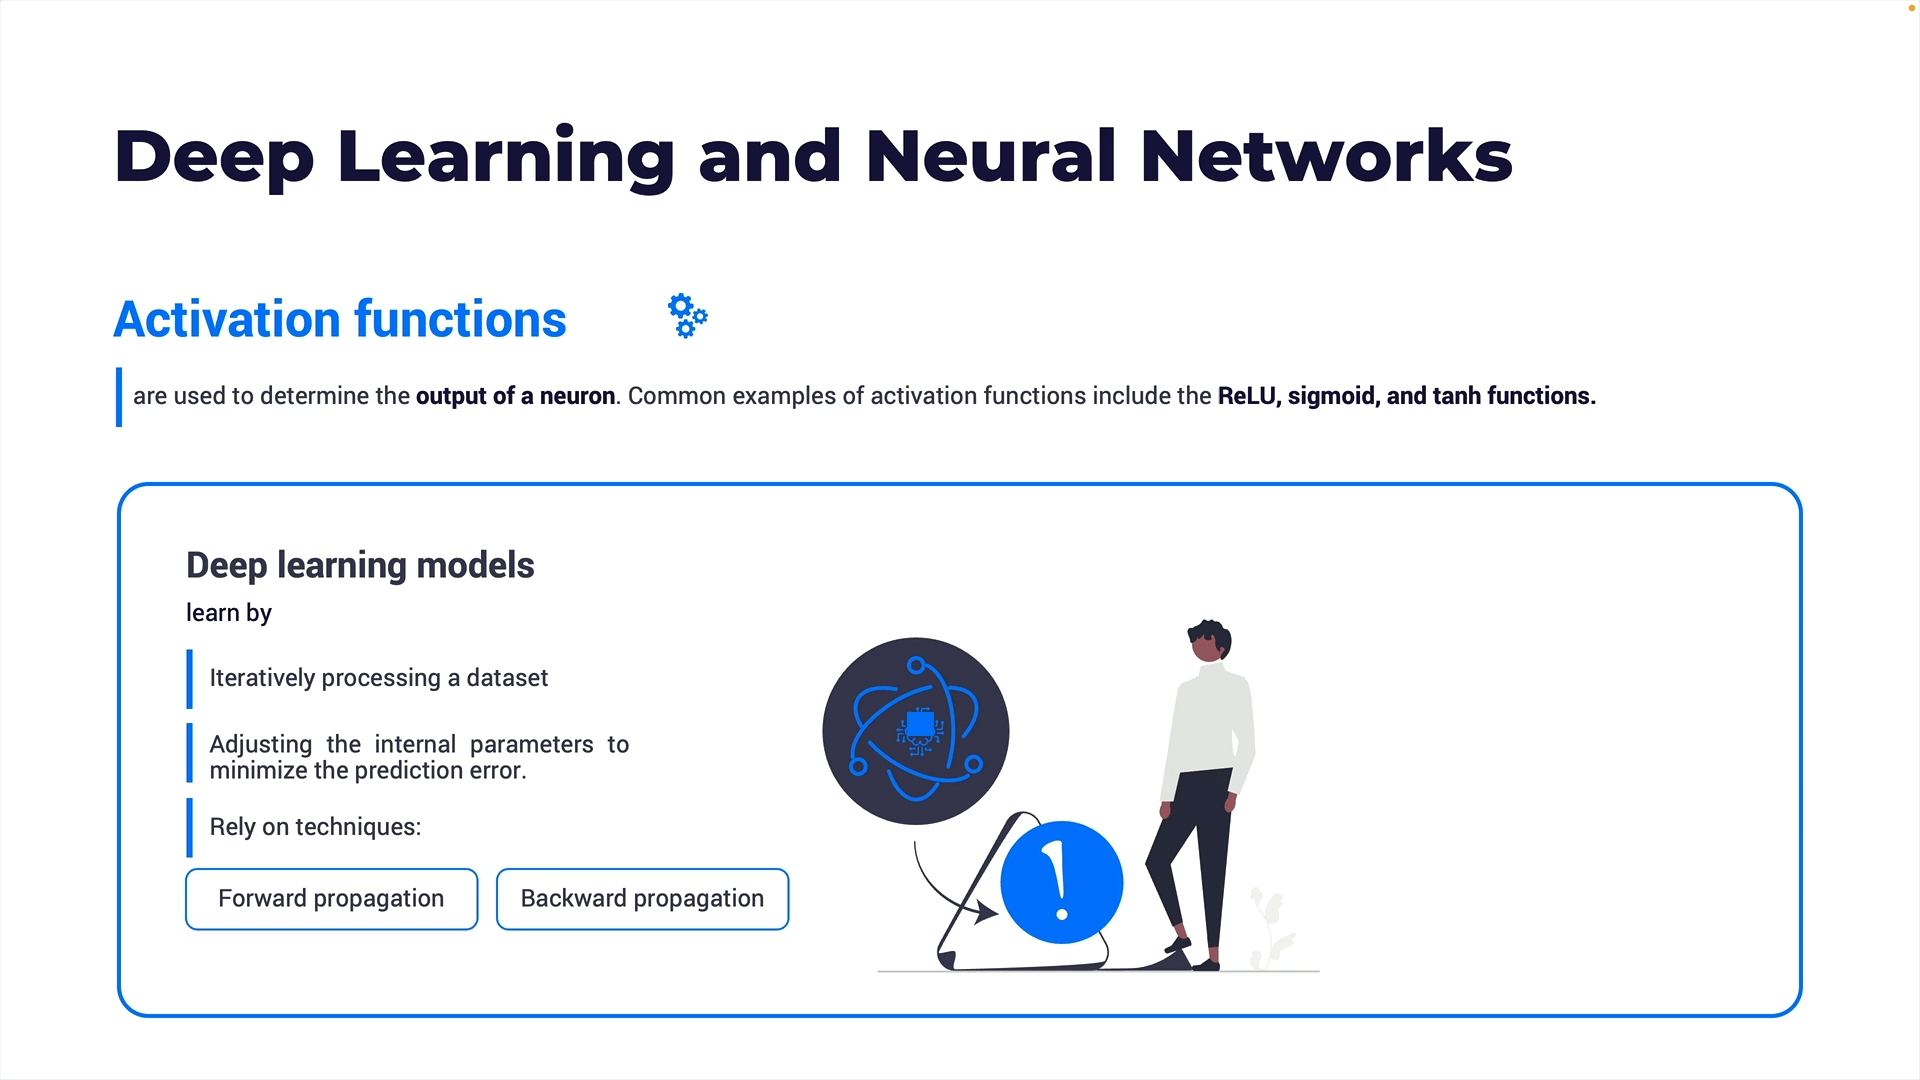 Deep Learning and Neural Networks
Activation functions
are used to determine the output of a neuron. Common examples of activation functions include the ReLU, sigmoid, and tanh functions.
Deep learning models
learn by
Iteratively processing a dataset
Adjusting the internal parameters to
minimize the prediction error.
Rely on techniques:
Forward propagation
Backward propagation
!